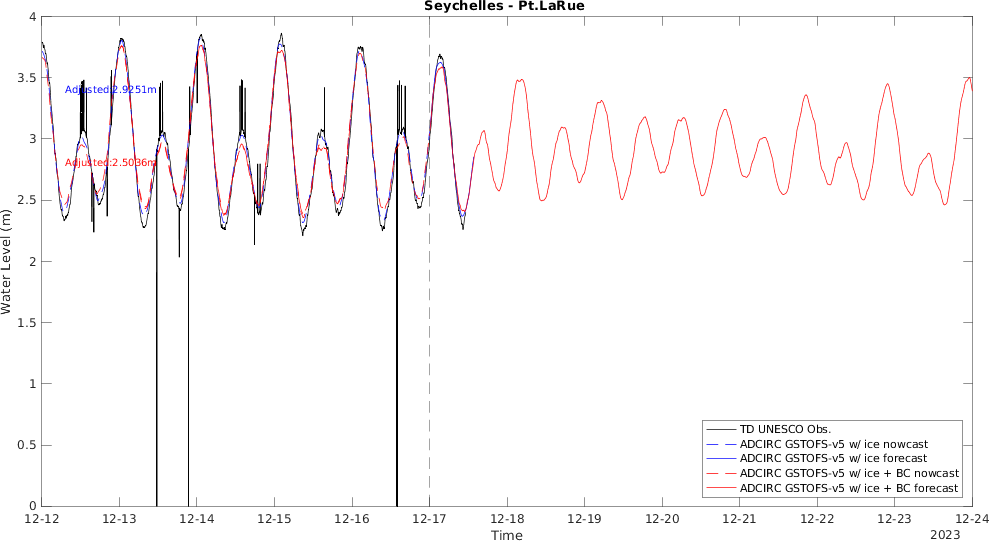 Seychelles - Pt.LaRue
Water Level (m)
4
3.5
3
2.5
2
1.5
1
0.5
0
Adjusted:2.9251m
Adjusted:2.5036m
TD UNESCO Obs.
ADCIRC GSTOFS-v5 w/ ice nowcast
ADCIRC GSTOFS-v5 w/ ice forecast
ADCIRC GSTOFS-v5 w/ ice + BC nowcast
ADCIRC GSTOFS-v5 w/ ice + BC forecast
12-12 12-13 12-14 12-15 12-16 12-17 12-18 12-19 12-20 12-21 12-22 12-23 12-24
Time
2023